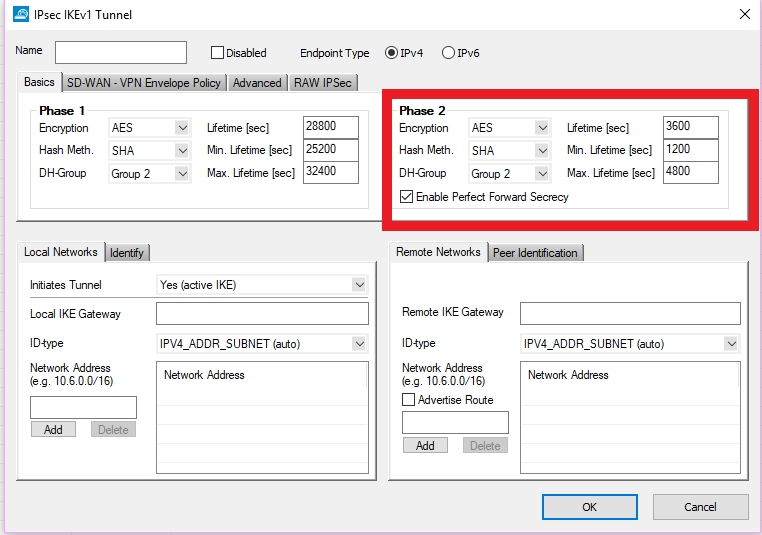 IPsec IKEv1 Tunnel
Name Disabled Endpoint Type IPv4 IPv6
Basics SD-WAN - VPN Envelope Policy Advanced RAW IPSec
Phase 1
Encryption AES Lifetime [sec] 28800
Hash Meth. SHA Min. Lifetime [sec] 25200
DH-Group Group 2 Max. Lifetime [sec] 32400
Phase 2
Encryption AES Lifetime [sec] 3600
Hash Meth. SHA Min. Lifetime [sec] 1200
DH-Group Group 2 Max. Lifetime [sec] 4800
Enable Perfect Forward Secrecy
Local Networks Identify
Initiates Tunnel Yes (active IKE)
Local IKE Gateway
ID-type IPV4_ADDR_SUBNET (auto)
Network Address Network Address
(e.g. 10.6.0.0/16)
Add Delete
Remote Networks Peer Identification
Remote IKE Gateway
ID-type IPV4_ADDR_SUBNET (auto)
Network Address Network Address
(e.g. 10.6.0.0/16)
Advertise Route
Add Delete
OK Cancel